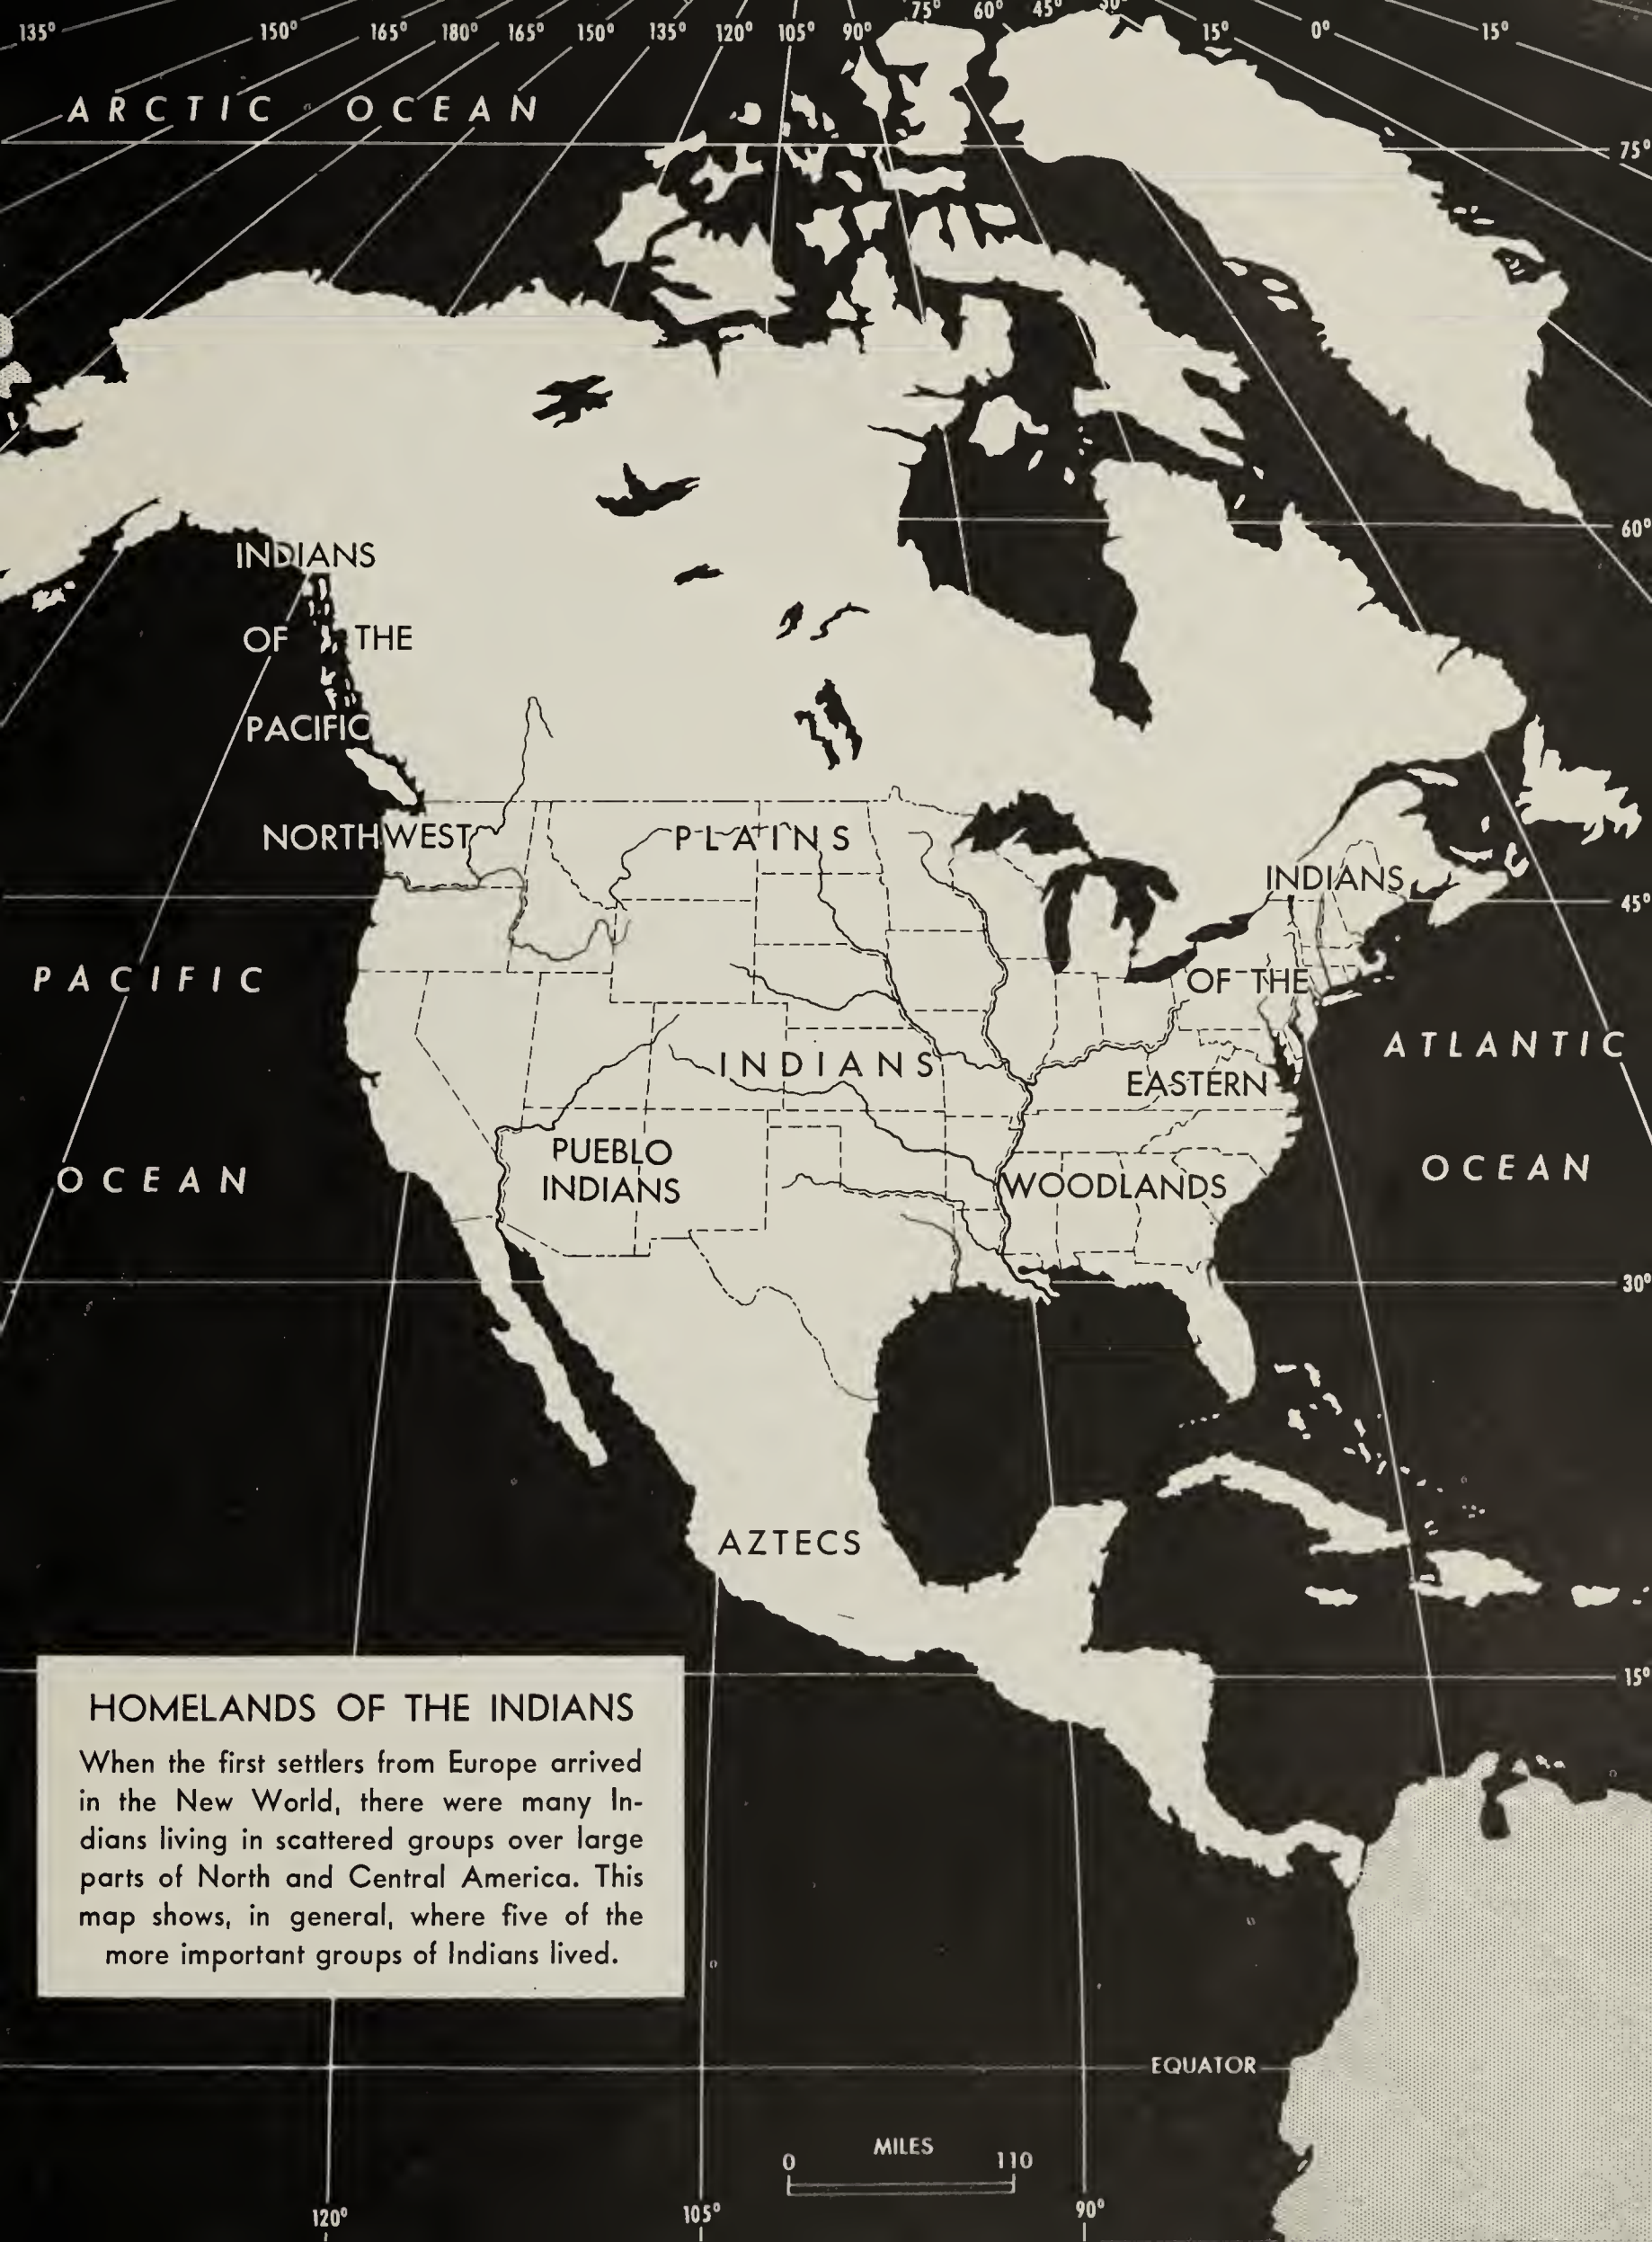 135° 150° 165° 180° 165° 150° 135° 120° 105° 90° 75° 60° 45° 30° 15° 0° 15°
ARCTIC OCEAN
75°
60°
INDIANS
OF THE
PACIFIC
NORTHWEST
PLAINS
INDIANS
45°
PACIFIC
OF THE
ATLANTIC
INDIANS
EASTERN
PUEBLO
INDIANS
OCEAN
WOODLANDS
OCEAN
30°
AZTECS
15°
HOMELANDS OF THE INDIANS
When the first settlers from Europe arrived
in the New World, there were many In-
dians living in scattered groups over large
parts of North and Central America. This
map shows, in general, where five of the
more important groups of Indians lived.
EQUATOR
MILES
0 110
120° 105° 90°